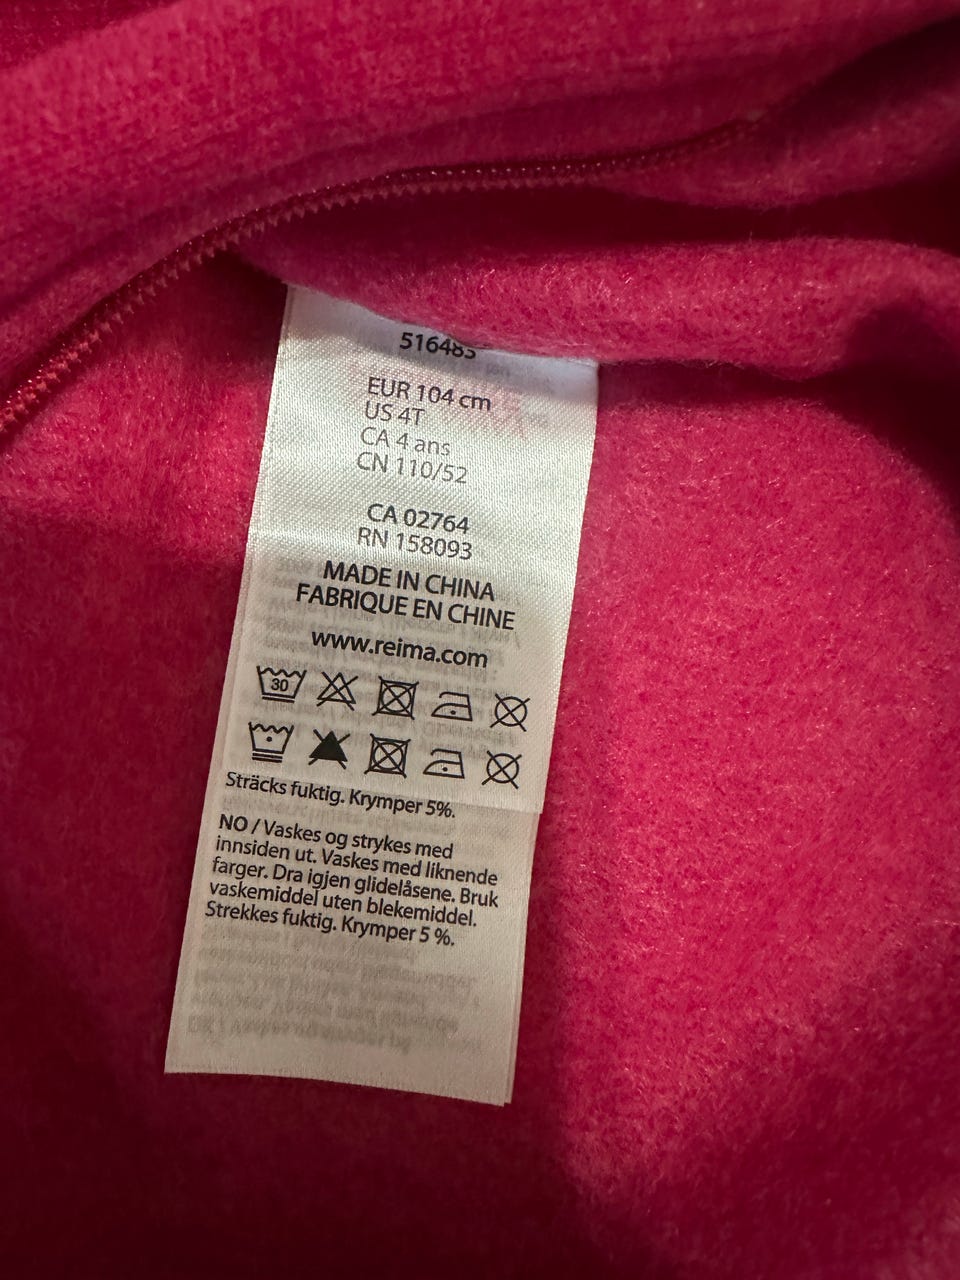 516485
EUR 104 cm
US 4T
CA 4 ans
CN 110/52
CA 02764
RN 158093
MADE IN CHINA
FABRIQUE EN CHINE
www.reima.com
30
Sträcks fuktig. Krymper 5%.
NO / Vaskes og strykes med
innsiden ut. Vaskes med liknende
farger. Dra igjen glidelåsene. Bruk
vaskemiddel uten blekemiddel.
Strekkes fuktig. Krymper 5 %.